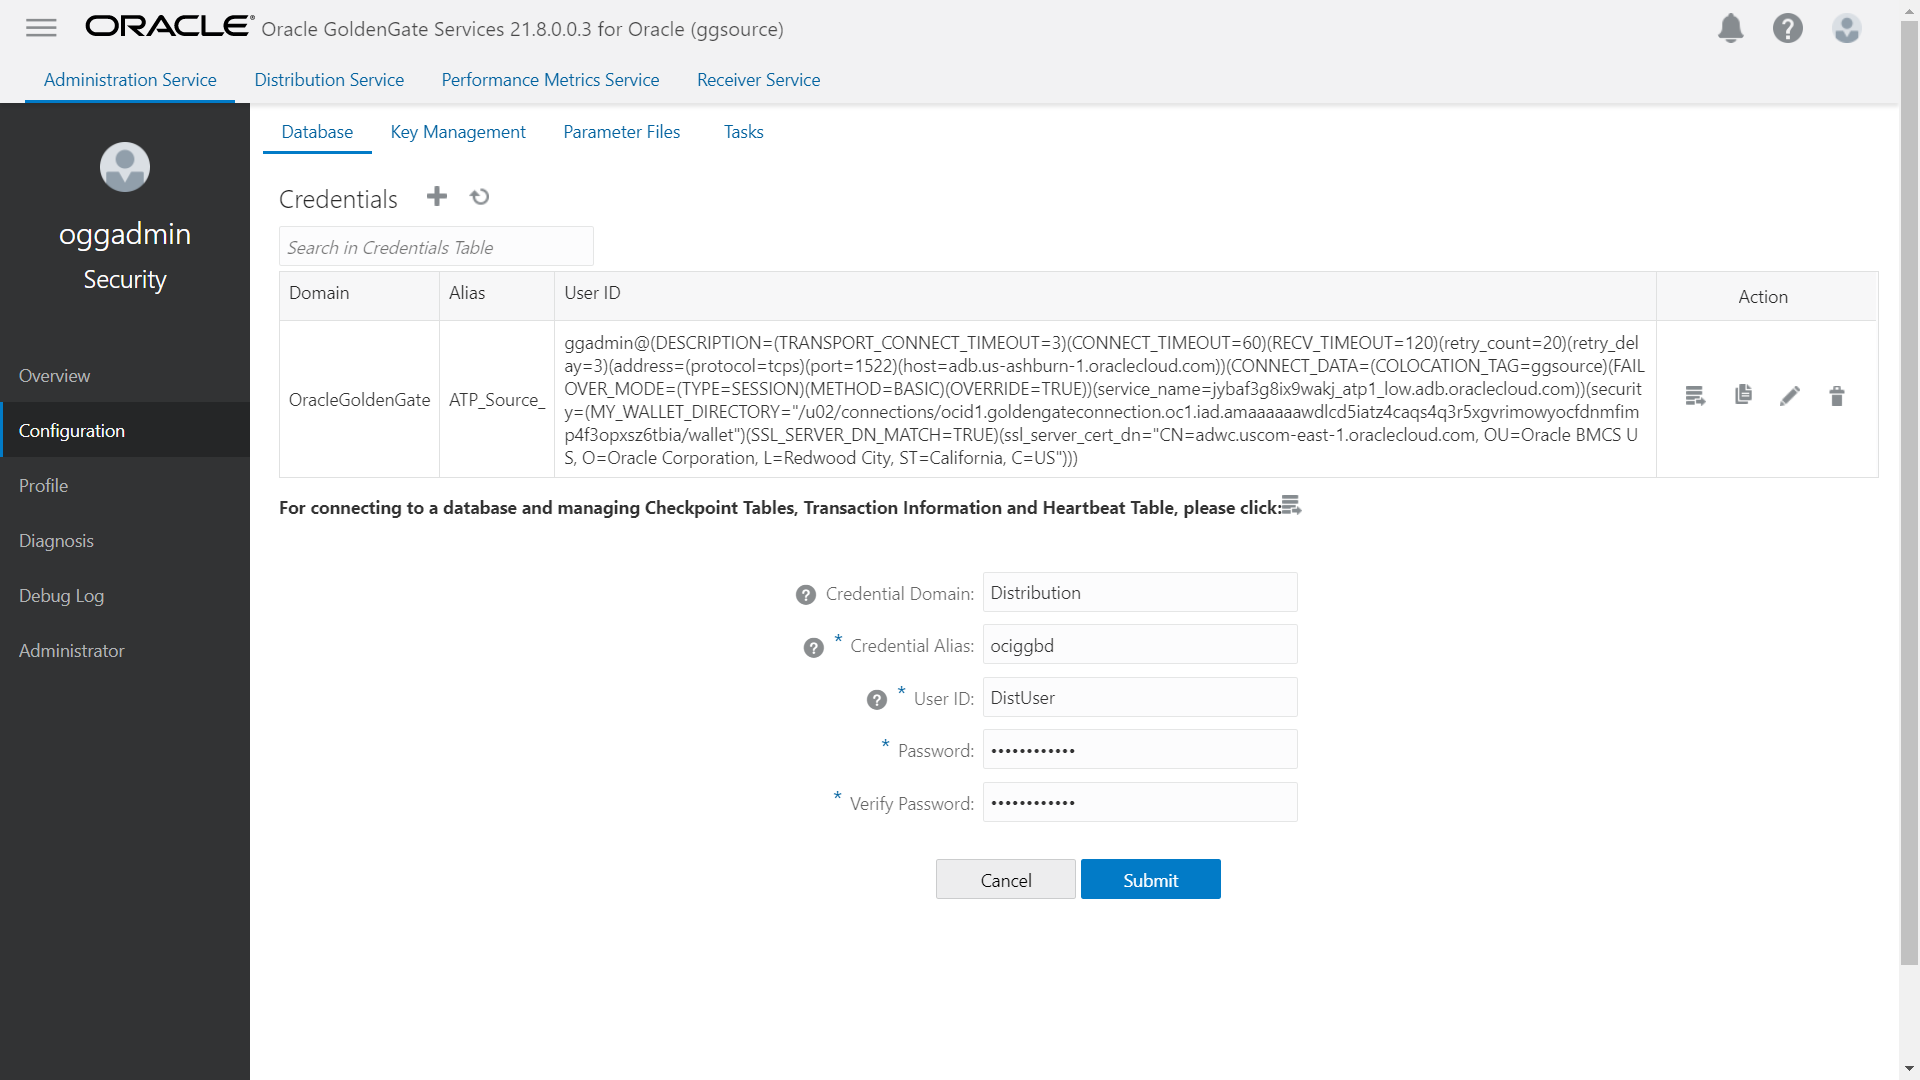 ORACLE Oracle GoldenGate Services 21.8.0.0.3 for Oracle (ggsource)
Administration Service Distribution Service Performance Metrics Service Receiver Service
oggadmin
Security
Overview
Configuration
Profile
Diagnosis
Debug Log
Administrator
Database Key Management Parameter Files Tasks
Credentials
Search in Credentials Table
Domain Alias User ID Action
OracleGoldenGate ATP_Source_
ggadmin@(DESCRIPTION=(TRANSPORT_CONNECT_TIMEOUT=3)(CONNECT_TIMEOUT=60)(RECV_TIMEOUT=120)(retry_count=20)(retry_del
ay=3)(address=(protocol=tcps)(port=1522)(host=adb.us-ashburn-1.oraclecloud.com))(CONNECT_DATA=(COLOCATION_TAG=ggsource)(FAIL
OVER_MODE=(TYPE=SESSION)(METHOD=BASIC)(OVERRIDE=TRUE))(service_name=jybaf3g8ix9wakj_atp1_low.adb.oraclecloud.com))(securit
y=(MY_WALLET_DIRECTORY="/u02/connections/ocid1.goldengateconnection.oc1.iad.amaaaaaawdlcd5iatz4caqs4q3r5xgvrimowyocfdnmfim
p4f3opxsz6tbia/wallet")(SSL_SERVER_DN_MATCH=TRUE)(ssl_server_cert_dn="CN=adwc.uscom-east-1.oraclecloud.com, OU=Oracle BMCS U
S, O=Oracle Corporation, L=Redwood City, ST=California, C=US")))
For connecting to a database and managing Checkpoint Tables, Transaction Information and Heartbeat Table, please click:
Credential Domain: Distribution
* Credential Alias: ociggbd
* User ID: DistUser
* Password: ••••••••••••
* Verify Password: ••••••••••••
Cancel Submit